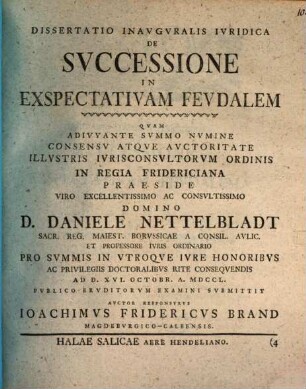 DISSERTATIO INAVGVRALIS IVRIDICA
DE
SVCCESSIONE
IN
EXSPECTATIVAM FEVDALEM
QVAM
ADIVVANTE SVMMO NVMINE
CONSENSV ATQVE AVCTORITATE
ILLVSTRIS IVRISCONSVLTORVM ORDINIS
IN REGIA FRIDERICIANA
PRAESIDE
VIRO EXCELLENTISSIMO AC CONSVLTISSIMO
DOMINO
D. DANIELE NETTELBLADT
SACR. REG. MAIEST. BORVSSICAE A CONSIL. AVLIC.
ET PROFESSORE IVRIS ORDINARIO
PRO SVMMIS IN VTROQVE IVRE HONORIBVS
AC PRIVILEGIIS DOCTORALIBVS RITE CONSEQVENDIS
AD D. XVI. OCTOBR. A. MDCCL.
PVBLICO ERVDITORVM EXAMINI SVBMITTIT
AVCTOR RESPONSVRVS
IOACHIMVS FRIDERICVS BRAND
MAGDEBVRGICO-CALBENSIS.
HALAE SALICAE AERE HENDELIANO. (4